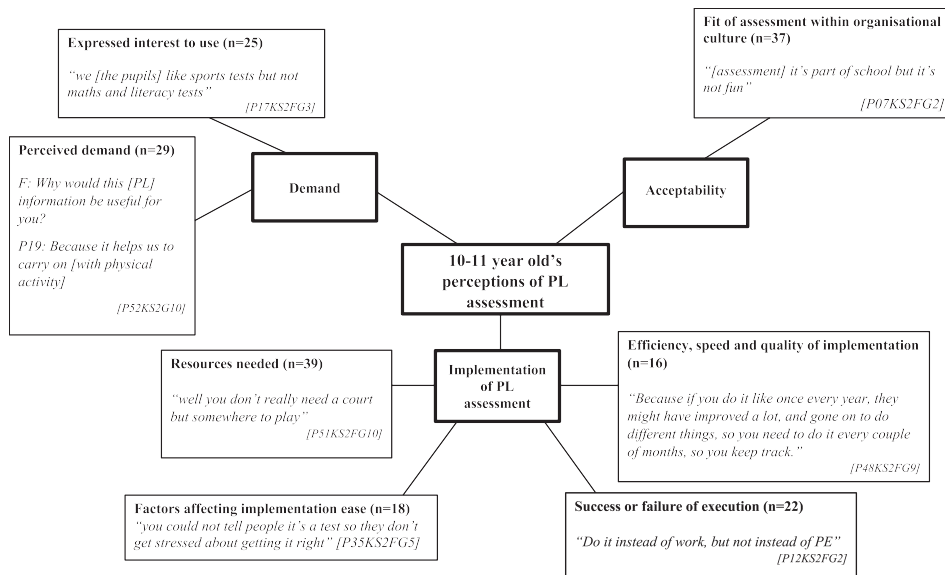 Expressed interest to use (n=25)
“we [the pupils] like sports tests but not
maths and literacy tests”
[P17KS2FG3]
Fit of assessment within organisational
culture (n=37)
“[assessment] it’s part of school but it’s
not fun”
[P07KS2FG2]
Perceived demand (n=29)
F: Why would this [PL]
information be useful for
you?
P19: Because it helps us to
carry on [with physical
activity]
[P52KS2G10]
Demand
Acceptability
10-11 year old’s
perceptions of PL
assessment
Resources needed (n=39)
“well you don’t really need a court
but somewhere to play”
[P51KS2FG10]
Implementation
of PL
assessment
Efficiency, speed and quality of implementation
(n=16)
“Because if you do it like once every year, they
might have improved a lot, and gone on to do
different things, so you need to do it every couple
of months, so you keep track.”
[P48KS2FG9]
Factors affecting implementation ease (n=18)
“you could not tell people it’s a test so they don’t
get stressed about getting it right” [P35KS2FG5]
Success or failure of execution (n=22)
“Do it instead of work, but not instead of PE”
[P12KS2FG2]